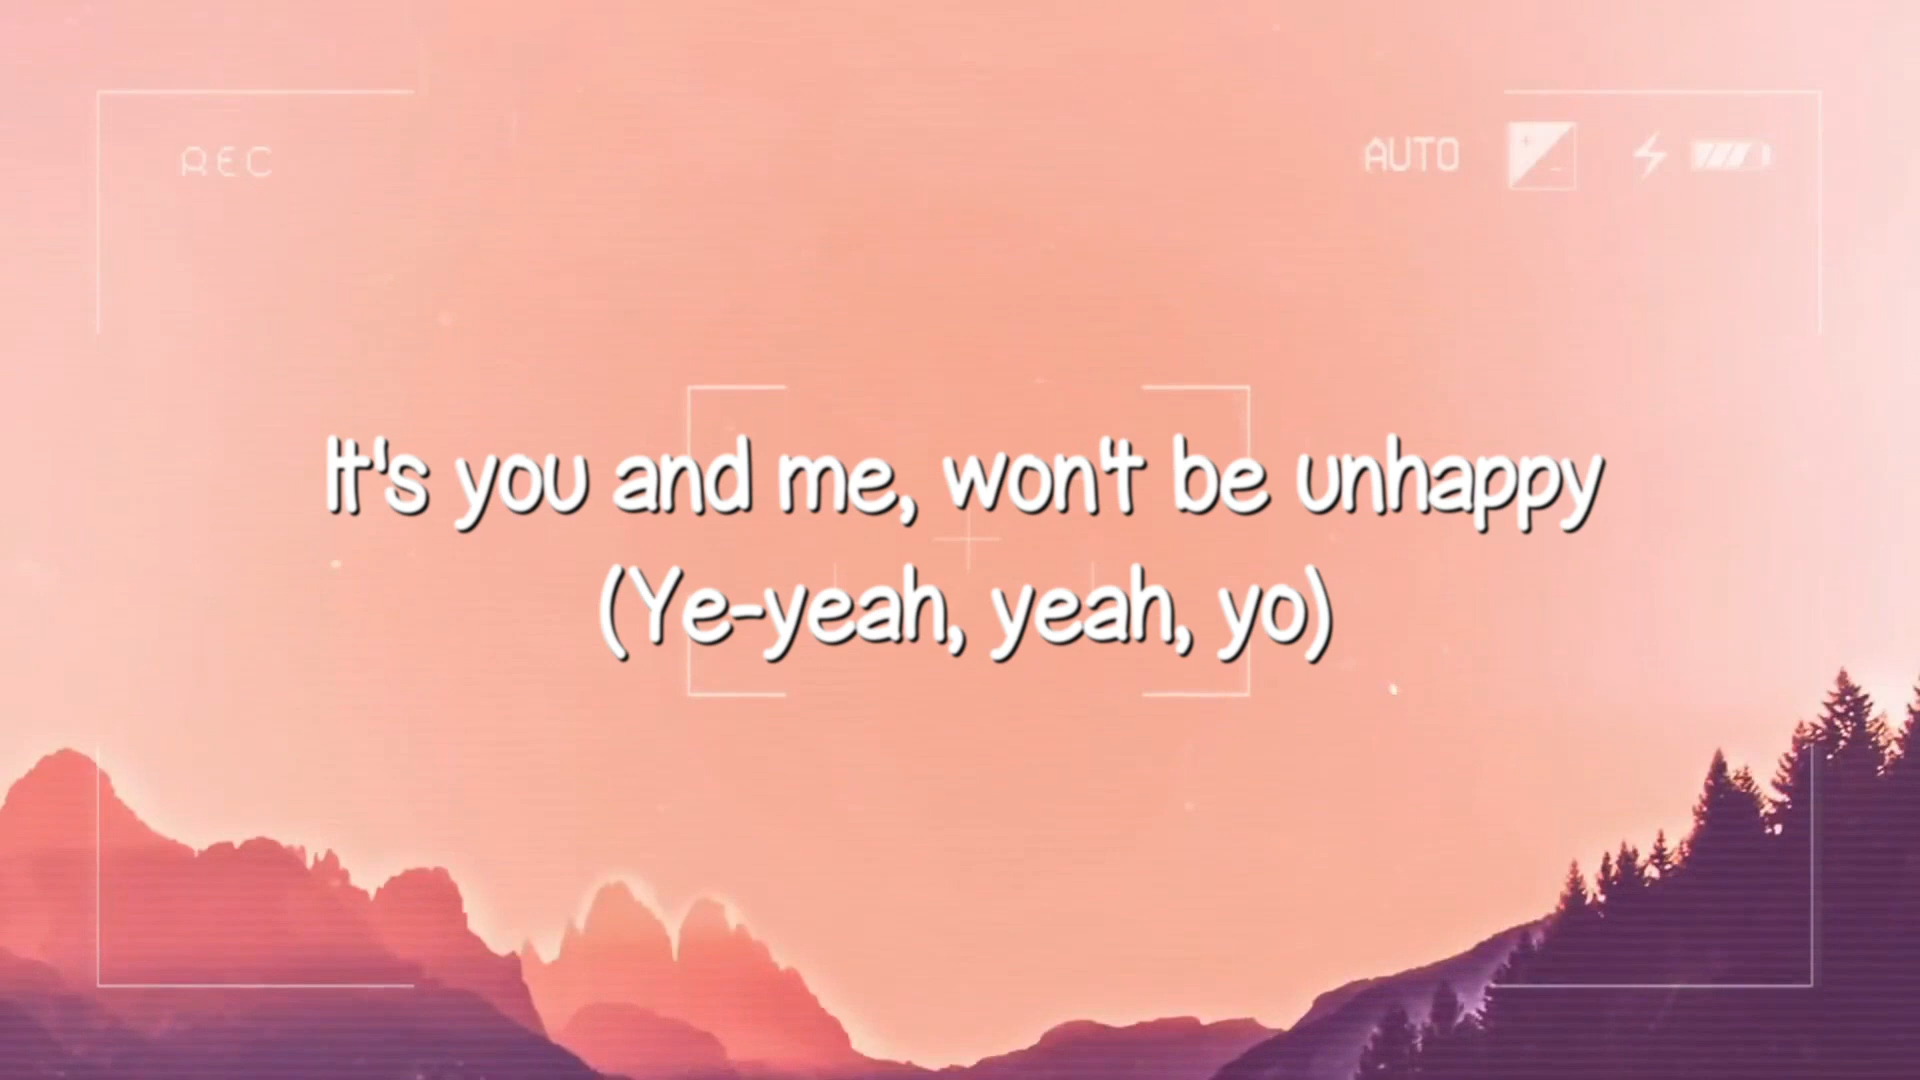 REC
AUTO
It's you and me, won't be unhappy
(Ye-yeah, yeah, yo)